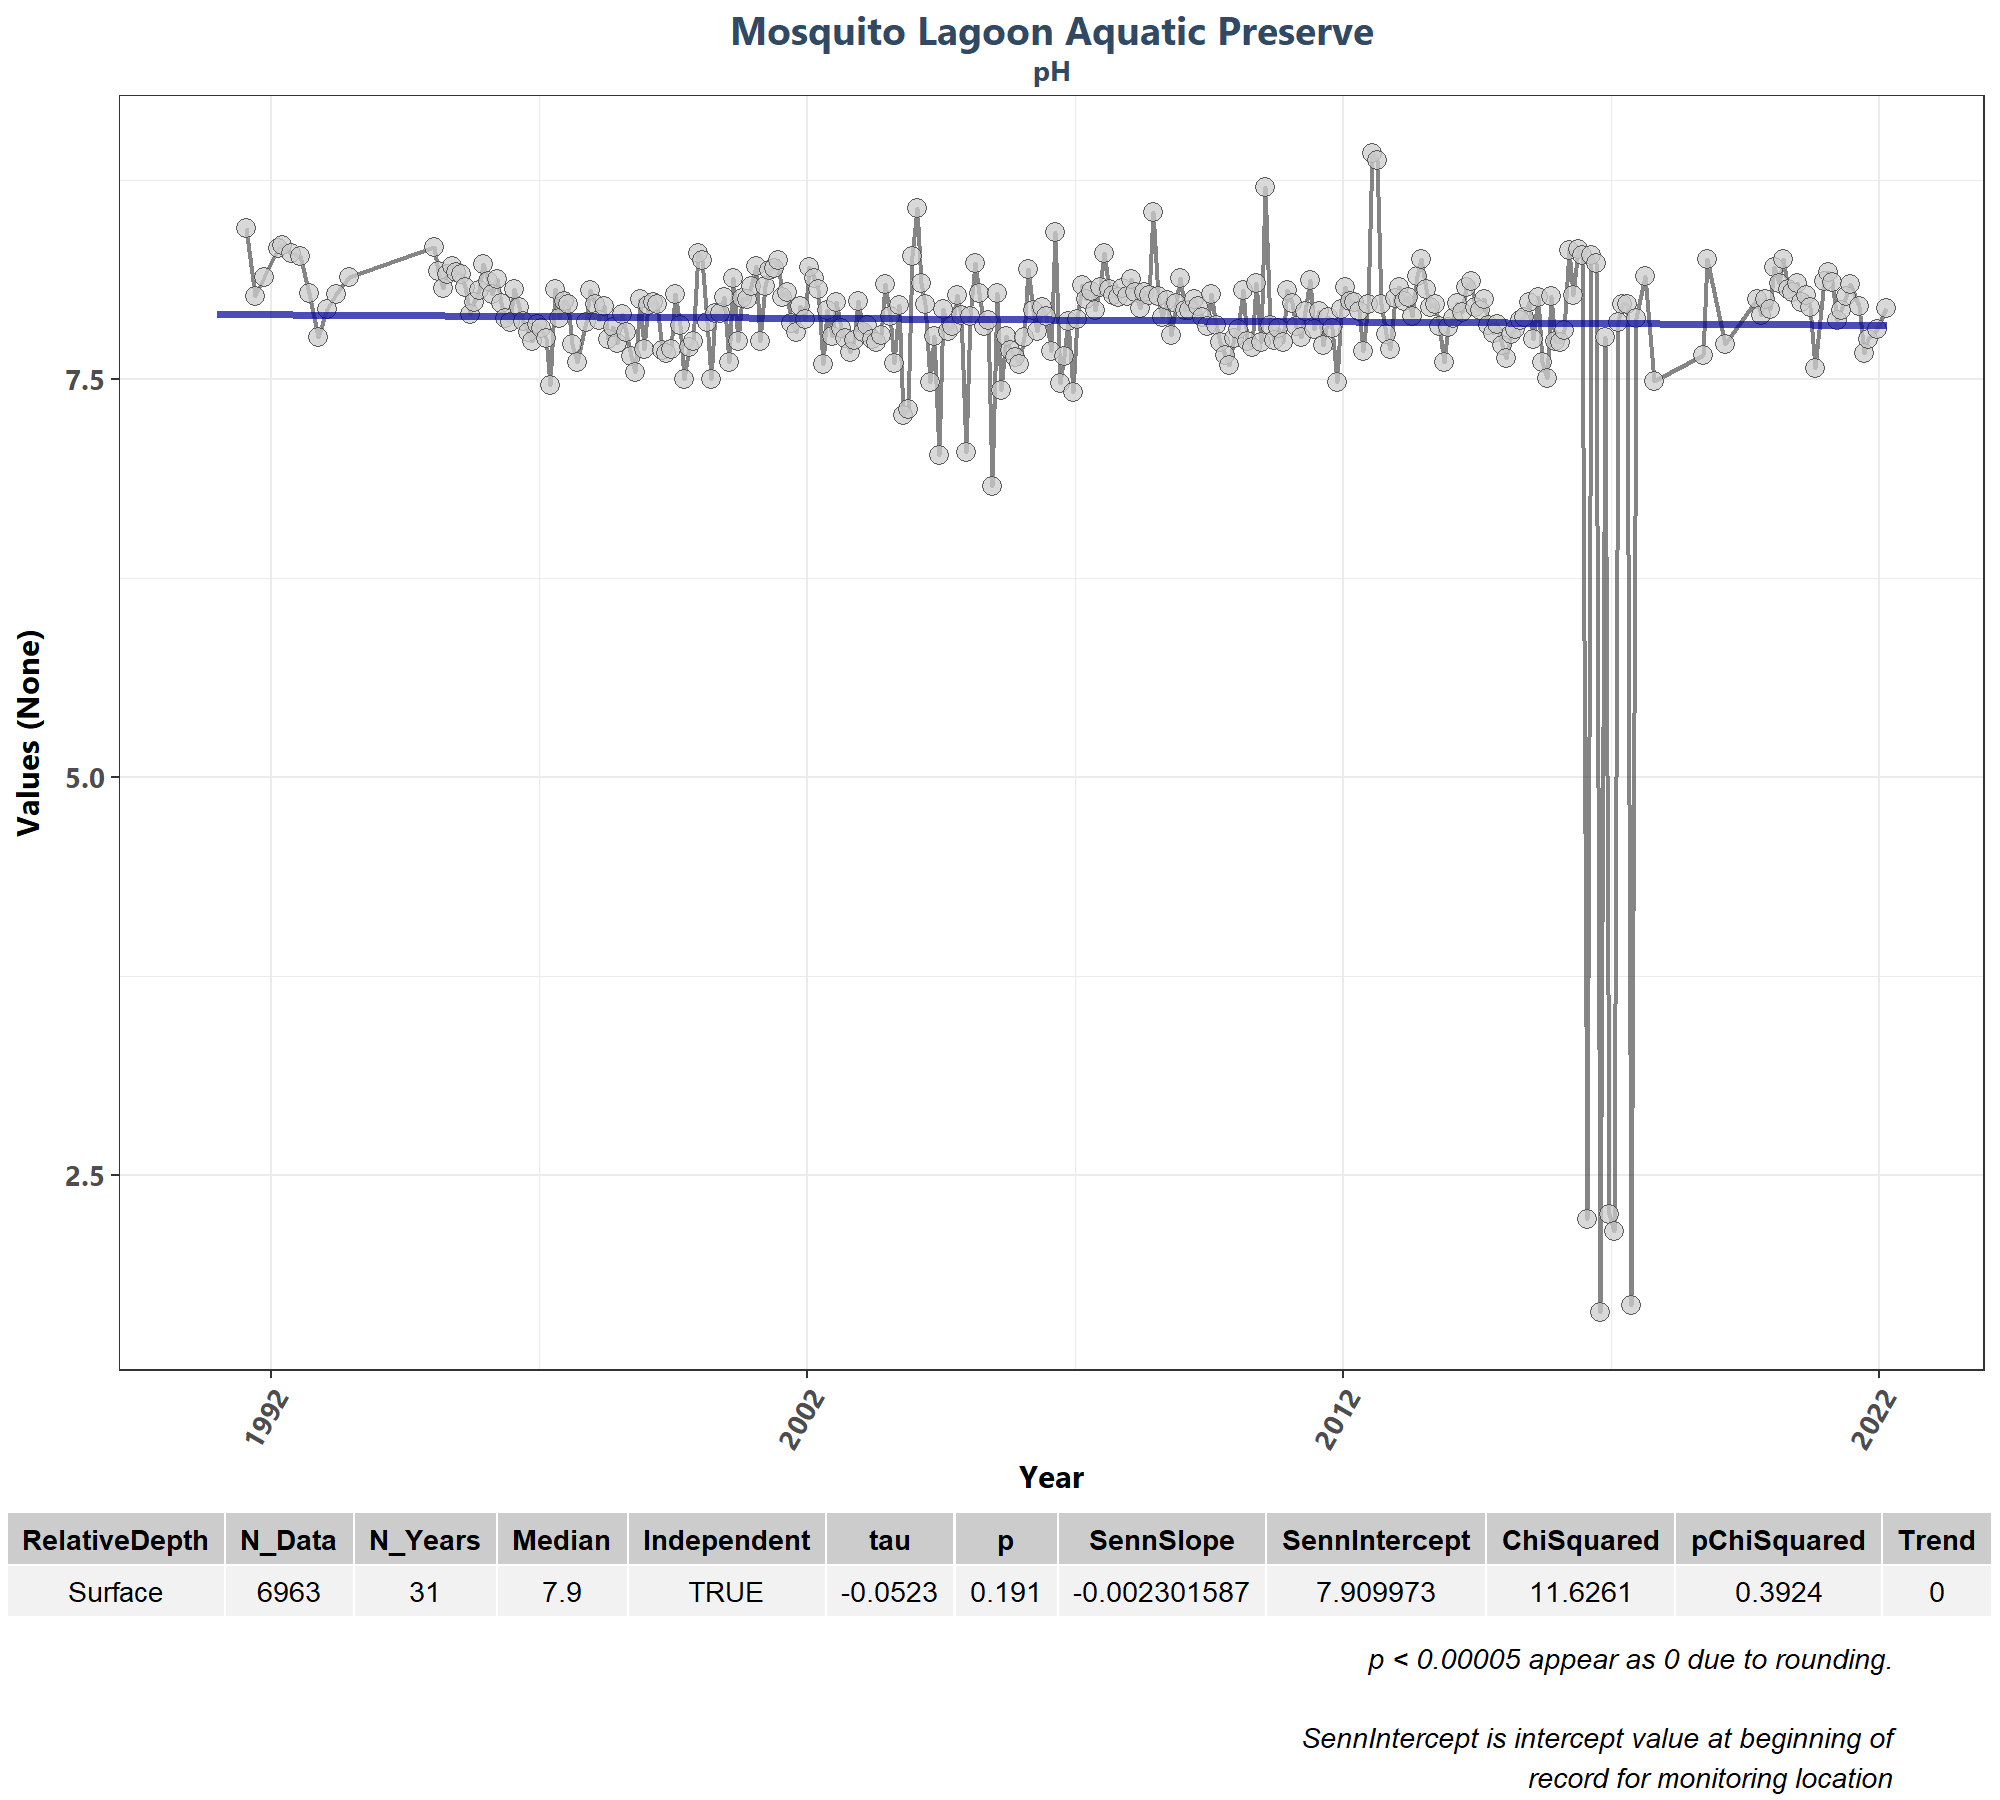 Mosquito Lagoon Aquatic Preserve
pH
Values (None)
7.5
5.0
2.5
1992
2002
2012
2022
Year
RelativeDepth N_Data N_Years Median Independent tau p SennSlope SennIntercept ChiSquared pChiSquared Trend
Surface 6963 31 7.9 TRUE -0.0523 0.191 -0.002301587 7.909973 11.6261 0.3924 0
p < 0.00005 appear as 0 due to rounding.
SennIntercept is intercept value at beginning of
record for monitoring location